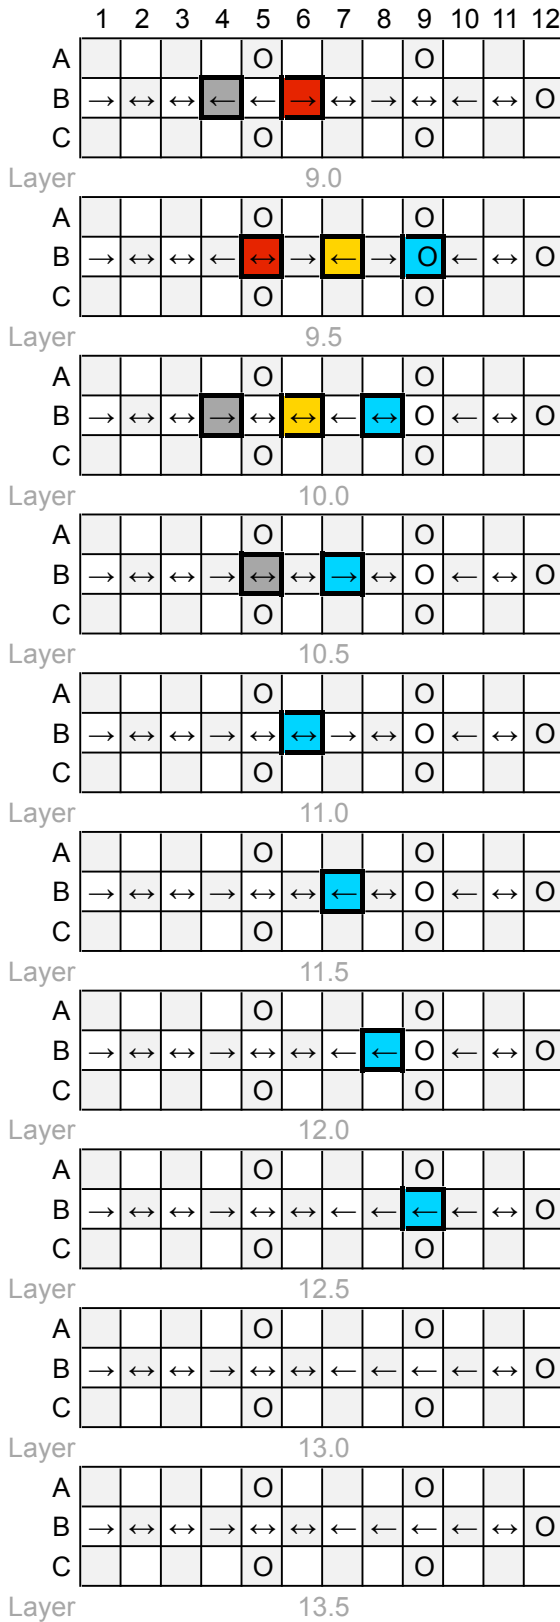 1 2 3 4 5 6 7 8 9 10 11 12
A O O
B → ↔ ↔ ← ← → ↔ → ↔ ← ↔ O
C O O
Layer 9.0
A O O
B → ↔ ↔ ← ↔ → ← → O ← ↔ O
C O O
Layer 9.5
A O O
B → ↔ ↔ → ↔ ↔ ← ↔ O ← ↔ O
C O O
Layer 10.0
A O O
B → ↔ ↔ → ↔ ↔ → ↔ O ← ↔ O
C O O
Layer 10.5
A O O
B → ↔ ↔ → ↔ ↔ → ↔ O ← ↔ O
C O O
Layer 11.0
A O O
B → ↔ ↔ → ↔ ↔ ← ↔ O ← ↔ O
C O O
Layer 11.5
A O O
B → ↔ ↔ → ↔ ↔ ← ← O ← ↔ O
C O O
Layer 12.0
A O O
B → ↔ ↔ → ↔ ↔ ← ← ← ← ↔ O
C O O
Layer 12.5
A O O
B → ↔ ↔ → ↔ ↔ ← ← ← ← ↔ O
C O O
Layer 13.0
A O O
B → ↔ ↔ → ↔ ↔ ← ← ← ← ↔ O
C O O
Layer 13.5